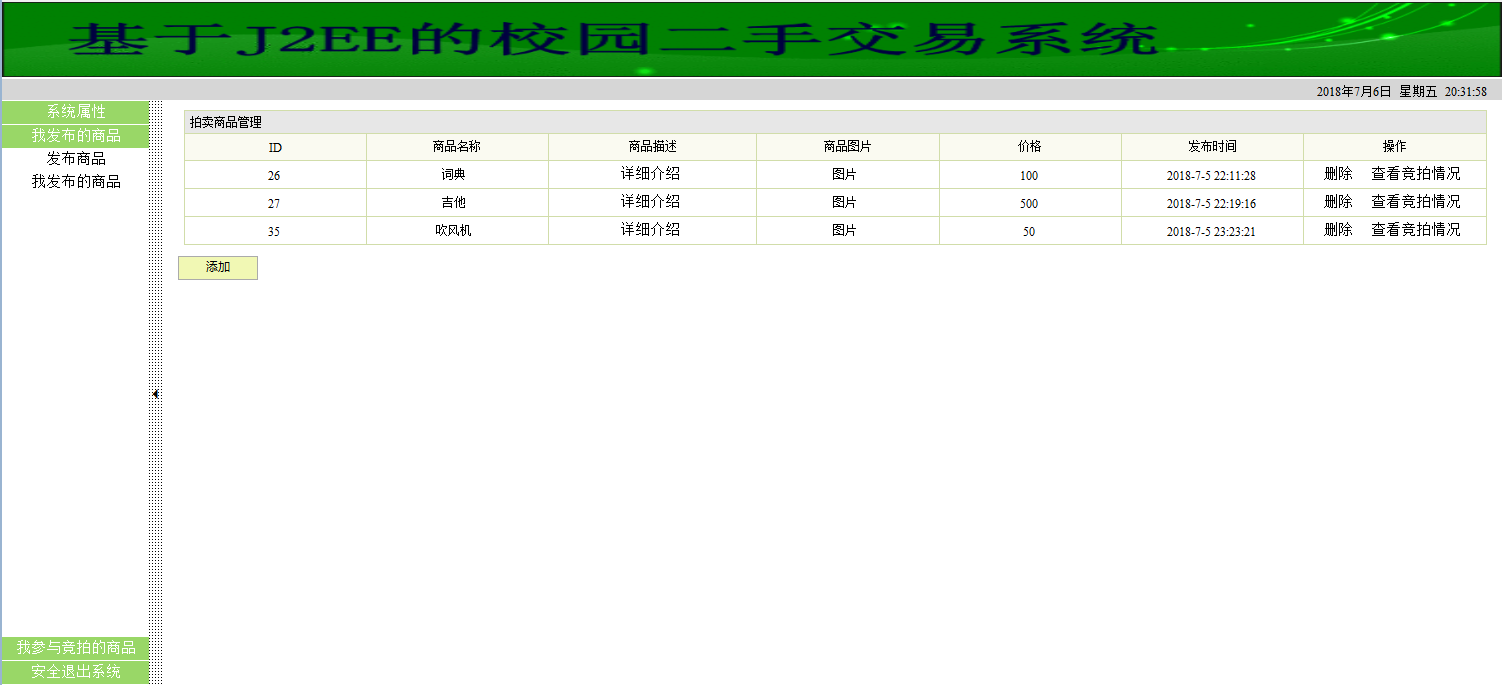 基于J2EE的校园二手交易系统
2018年7月6日 星期五 20:31:58
系统属性
我发布的商品
发布商品
我发布的商品
我参与竞拍的商品
安全退出系统
拍卖商品管理
ID 商品名称 商品描述 商品图片 价格 发布时间 操作
26 词典 详细介绍 图片 100 2018-7-5 22:11:28 删除 查看竞拍情况
27 吉他 详细介绍 图片 500 2018-7-5 22:19:16 删除 查看竞拍情况
35 吹风机 详细介绍 图片 50 2018-7-5 23:23:21 删除 查看竞拍情况
添加